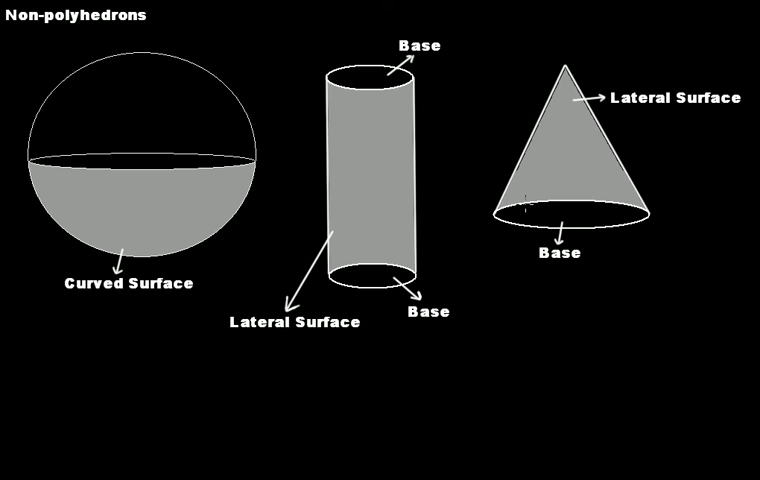 Non-polyhedrons
Base
Lateral Surface
Base
Curved Surface
Base
Lateral Surface